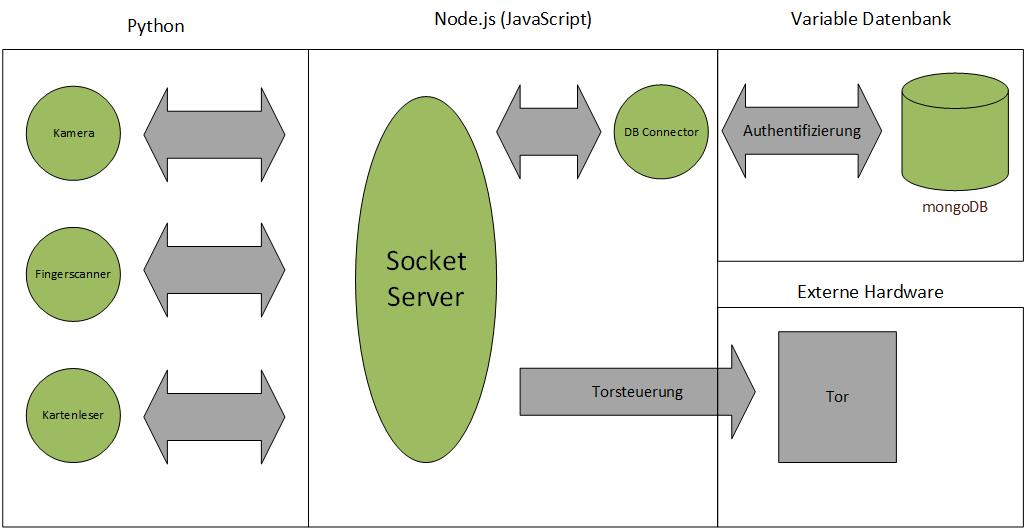 Python
Node.js (JavaScript)
Variable Datenbank
Kamera
DB Connector
Authentifizierung
mongoDB
Fingerscanner
Socket
Server
Externe Hardware
Kartenleser
Torsteuerung
Tor